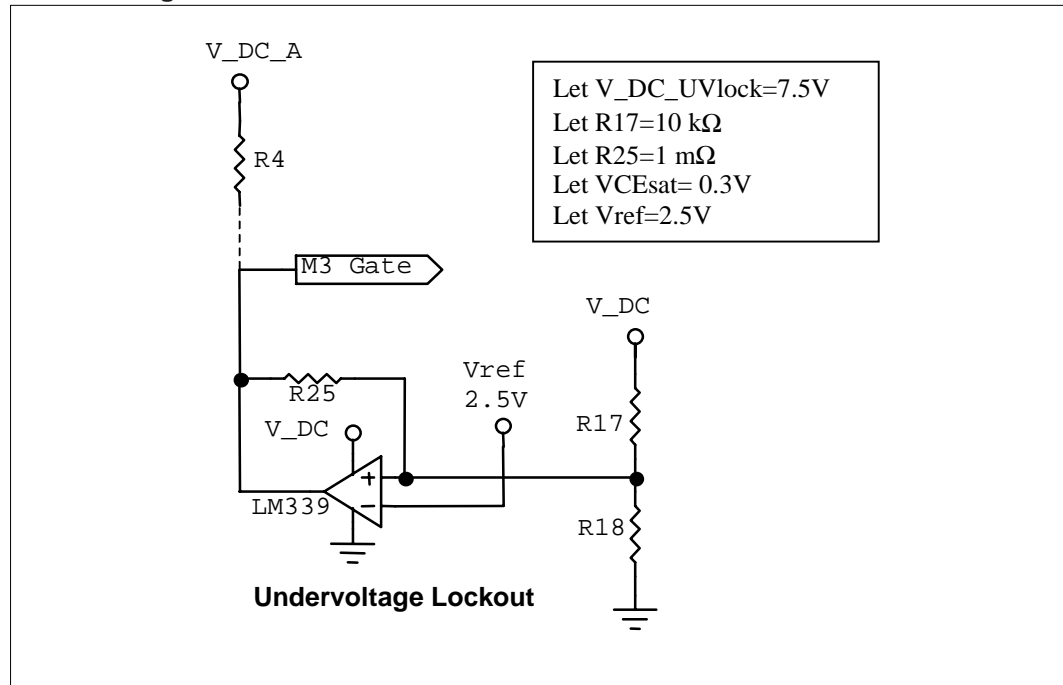 V_DC_A
R4
M3 Gate
Let V_DC_UVlock=7.5V
Let R17=10 kΩ
Let R25=1 mΩ
Let VCEsat= 0.3V
Let Vref=2.5V
V_DC
Vref
2.5V
R25
R17
V_DC
+
−
LM339
R18
Undervoltage Lockout